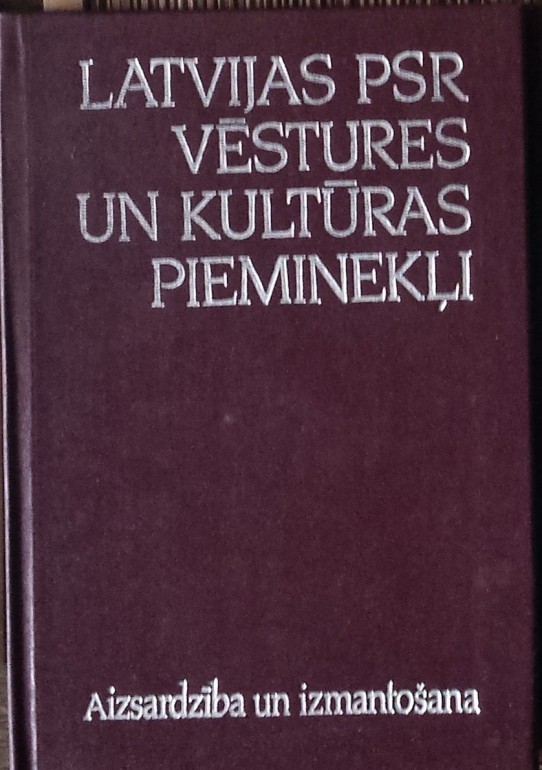 LATVIJAS PSR
VĒSTURES
UN KULTŪRAS
PIEMINEKĻI
Aizsardzība un izmantošana